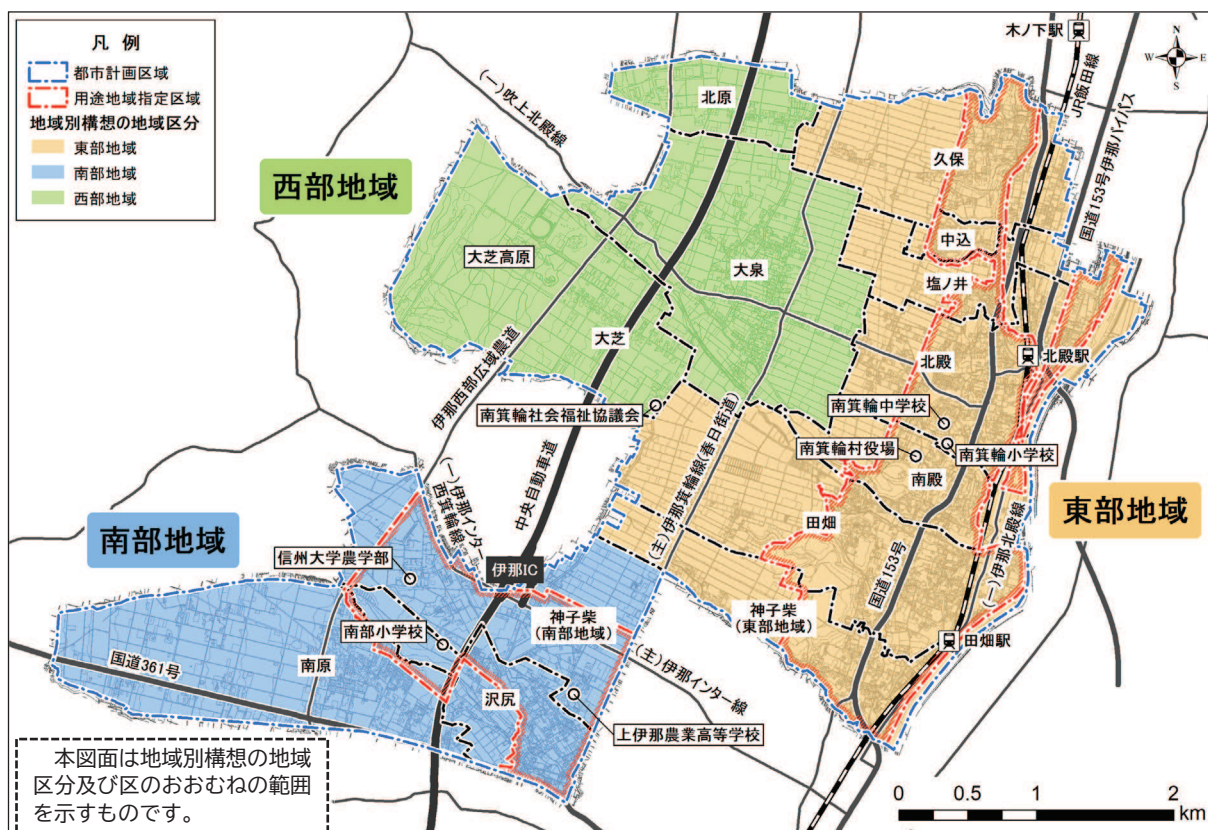 凡例
都市計画区域
用途地域指定区域
地域別構想の地域区分
東部地域
南部地域
西部地域
木ノ下駅
N
W
E
S
JR飯田線
国道153号伊那バイパス
(一)吹上北殿線
北原
久保
西部地域
中込
大芝高原
大泉
塩ノ井
大芝
伊那西部広域農道
北殿
北殿駅
南箕輪中学校
南箕輪社会福祉協議会
(主)伊那箕輪線(春日街道)
南箕輪村役場
南箕輪小学校
南殿
中央自動車道
(一)伊那インター
西箕輪線
田畑
東部地域
南部地域
信州大学農学部
伊那IC
国道153号
(一)伊那北殿線
神子柴
(南部地域)
神子柴
(東部地域)
田畑駅
南部小学校
国道361号
南原
(主)伊那インター線
沢尻
上伊那農業高等学校
本図面は地域別構想の地域
区分及び区のおおむねの範囲
を示すものです。
0
0.5
1
2
km